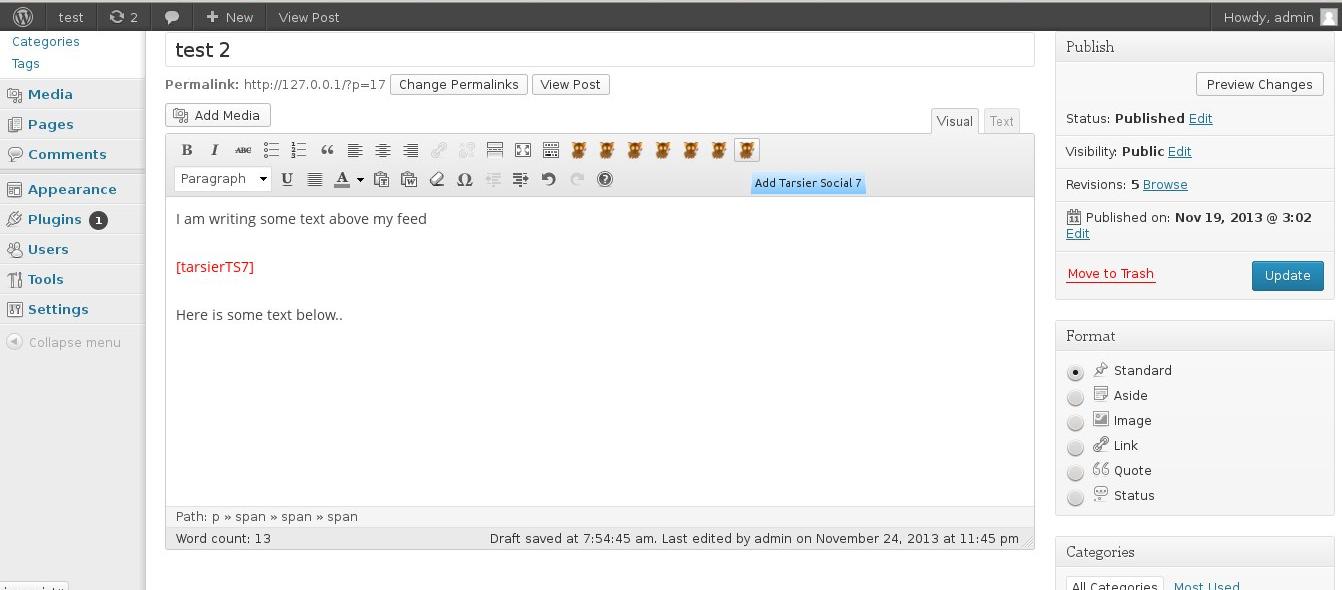 test 2 + New View Post Howdy, admin
Categories
Tags
Media
Pages
Comments
Appearance
Plugins 1
Users
Tools
Settings
Collapse menu
test 2
Permalink: http://127.0.0.1/?p=17 Change Permalinks View Post
Add Media
Visual Text
B I ABC
Paragraph U A Ω
Add Tarsier Social 7
I am writing some text above my feed
[tarsierTS7]
Here is some text below..
Path: p » span » span » span
Word count: 13 Draft saved at 7:54:45 am. Last edited by admin on November 24, 2013 at 11:45 pm
Publish
Preview Changes
Status: Published Edit
Visibility: Public Edit
Revisions: 5 Browse
11 Published on: Nov 19, 2013 @ 3:02
Edit
Move to Trash Update
Format
Standard
Aside
Image
Link
Quote
Status
Categories
All Categories Most Used